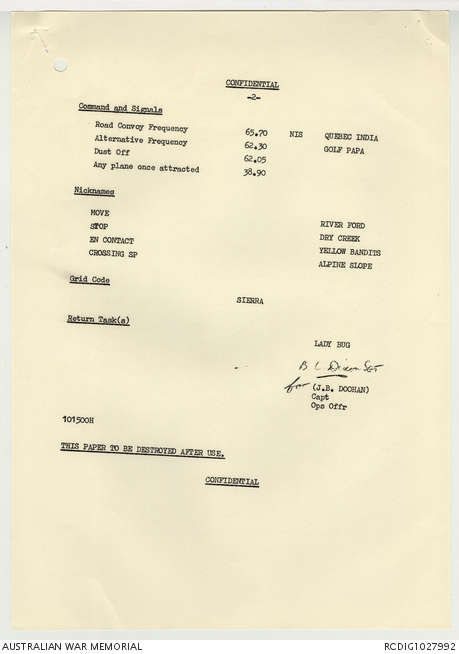 CONFIDENTIAL
-2-
Command and Signals
Road Convoy Frequency 65.70 NIS QUEBEC INDIA
Alternative Frequency 62.30 GOLF PAPA
Dust Off 62.05
Any plane once attracted 38.90
Nicknames
MOVE RIVER FORD
STOP DRY CREEK
EN CONTACT YELLOW BANDITS
CROSSING SP ALPINE SLOPE
Grid Code
SIERRA
Return Task(s)
LADY BUG
for (J.B. DOOHAN)
Capt
Ops Offr
101500H
THIS PAPER TO BE DESTROYED AFTER USE.
CONFIDENTIAL
AUSTRALIAN WAR MEMORIAL RCDIG1027992